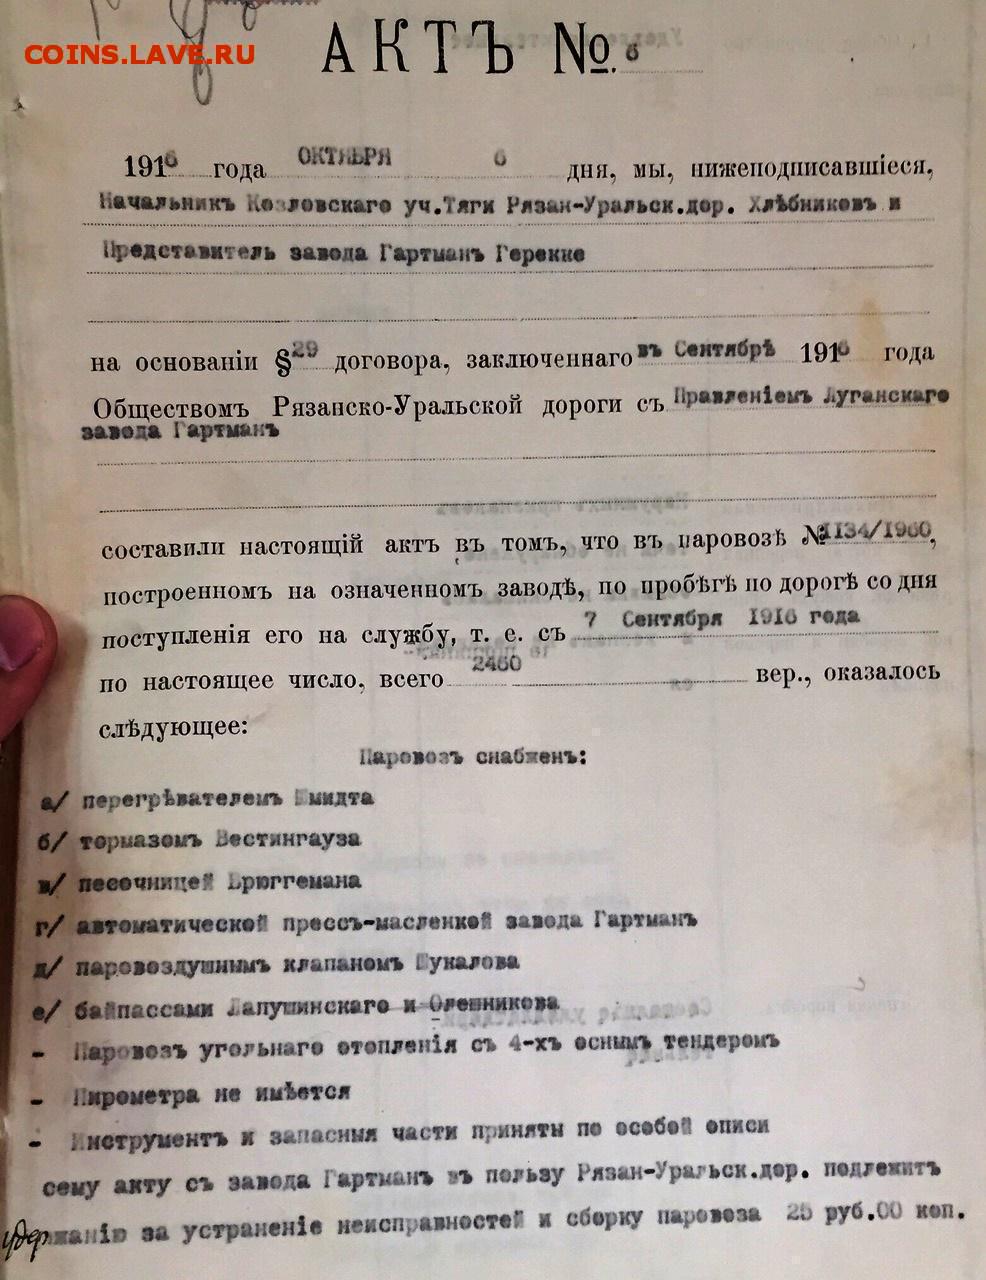 COINS.LAVE.RU
АКТЪ №. 6
1916 года ОКТЯБРЯ 6 дня, мы, нижеподписавшіеся,
Начальникъ Козловскаго уч.Тяги Рязан-Уральск.дор. Хлѣбниковъ и
Представитель завода Гартманъ Герекке
на основаніи §29 договора, заключеннаго въ Сентябрѣ 1916 года
Обществомъ Рязанско-Уральской дороги съ Правленіемъ Луганскаго
завода Гартманъ
составили настоящій актъ въ томъ, что въ паровозѣ №1134/1960,
построенномъ на означенномъ заводѣ, по пробѣгѣ по дорогѣ со дня
поступленія его на службу, т. е. съ 7 Сентября 1916 года
по настоящее число, всего 2460 вер., оказалось
слѣдующее:
Паровозъ снабженъ:
а/ перегрѣвателемъ Шмидта
б/ тормазомъ Вестингауза
в/ песочницей Брюггемана
г/ автоматической прессъ-масленкой завода Гартманъ
д/ паровоздушнымъ клапаномъ
е/ байпассами Лапушинскаго и Олейникова
- Паровозъ угольнаго отопленія съ 4-хъ оснымъ тендеромъ
- Пирометра не имѣется
- Инструментъ и запасныя части приняты по особой описи
сему акту съ завода Гартманъ въ пользу Рязан-Уральск.дор. подлежитъ
удержанію за устраненіе неисправностей и сборку паровоза 25 руб.00 коп.